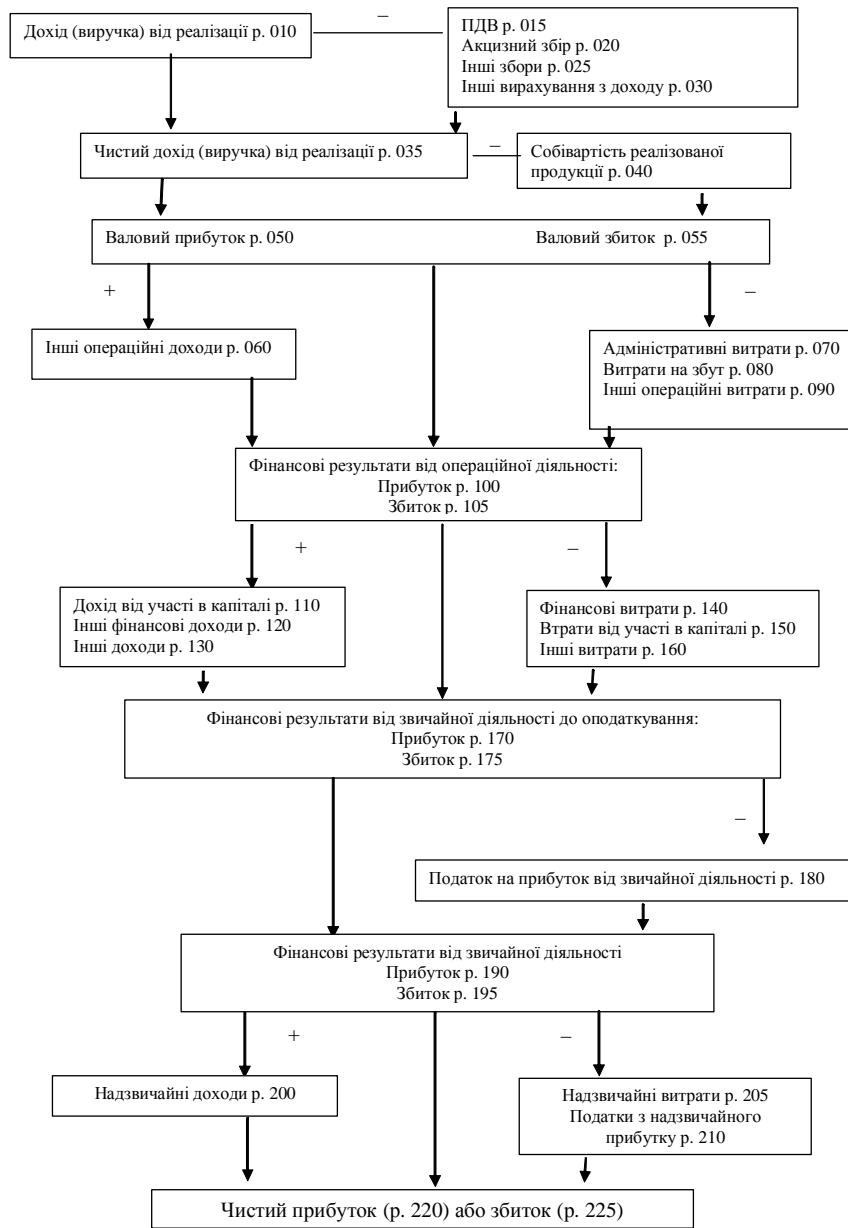 Дохід (виручка) від реалізації р. 010
–
ПДВ р. 015
Акцизний збір р. 020
Інші збори р. 025
Інші вирахування з доходу р. 030
Чистий дохід (виручка) від реалізації р. 035
–
Собівартість реалізованої
продукції р. 040
Валовий прибуток р. 050 Валовий збиток р. 055
+
–
Інші операційні доходи р. 060
Адміністративні витрати р. 070
Витрати на збут р. 080
Інші операційні витрати р. 090
Фінансові результати від операційної діяльності:
Прибуток р. 100
Збиток р. 105
+
–
Дохід від участі в капіталі р. 110
Інші фінансові доходи р. 120
Інші доходи р. 130
Фінансові витрати р. 140
Втрати від участі в капіталі р. 150
Інші витрати р. 160
Фінансові результати від звичайної діяльності до оподаткування:
Прибуток р. 170
Збиток р. 175
–
Податок на прибуток від звичайної діяльності р. 180
Фінансові результати від звичайної діяльності
Прибуток р. 190
Збиток р. 195
+
–
Надзвичайні доходи р. 200
Надзвичайні витрати р. 205
Податки з надзвичайного
прибутку р. 210
Чистий прибуток (р. 220) або збиток (р. 225)